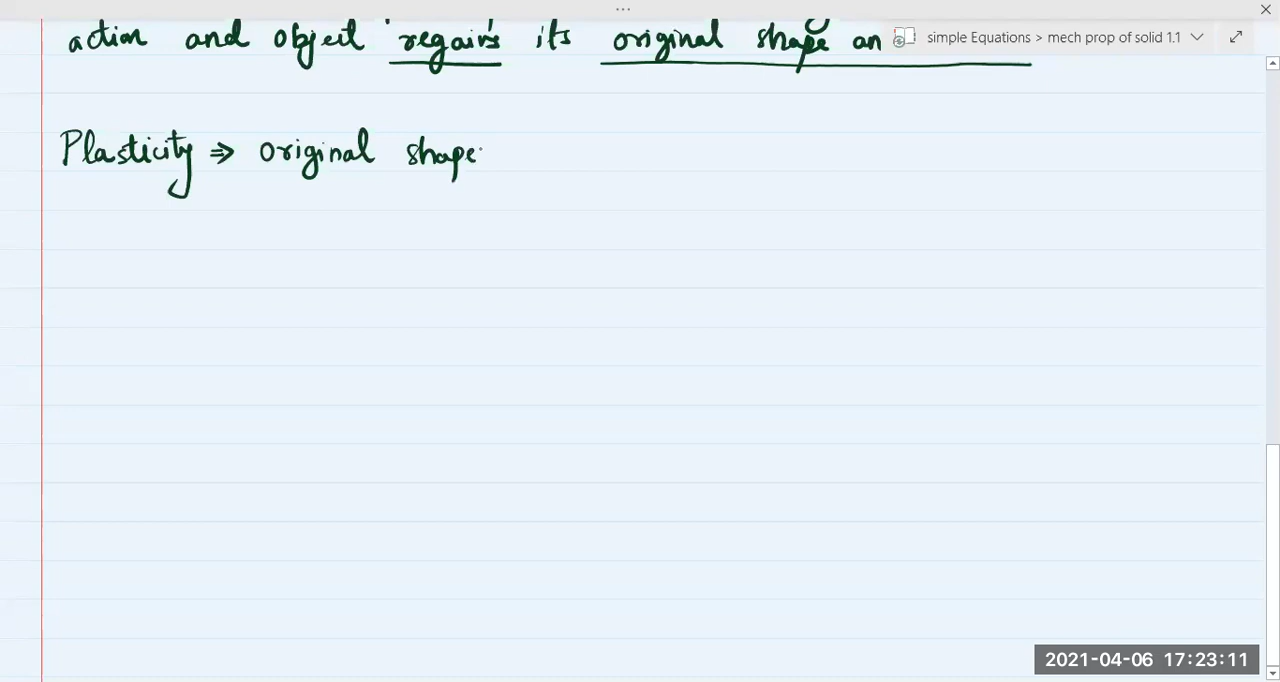 ...
action and object regains its original shape an
simple Equations > mech prop of solid 1.1
Plasticity ⇒ original shape
2021-04-06 17:23:11